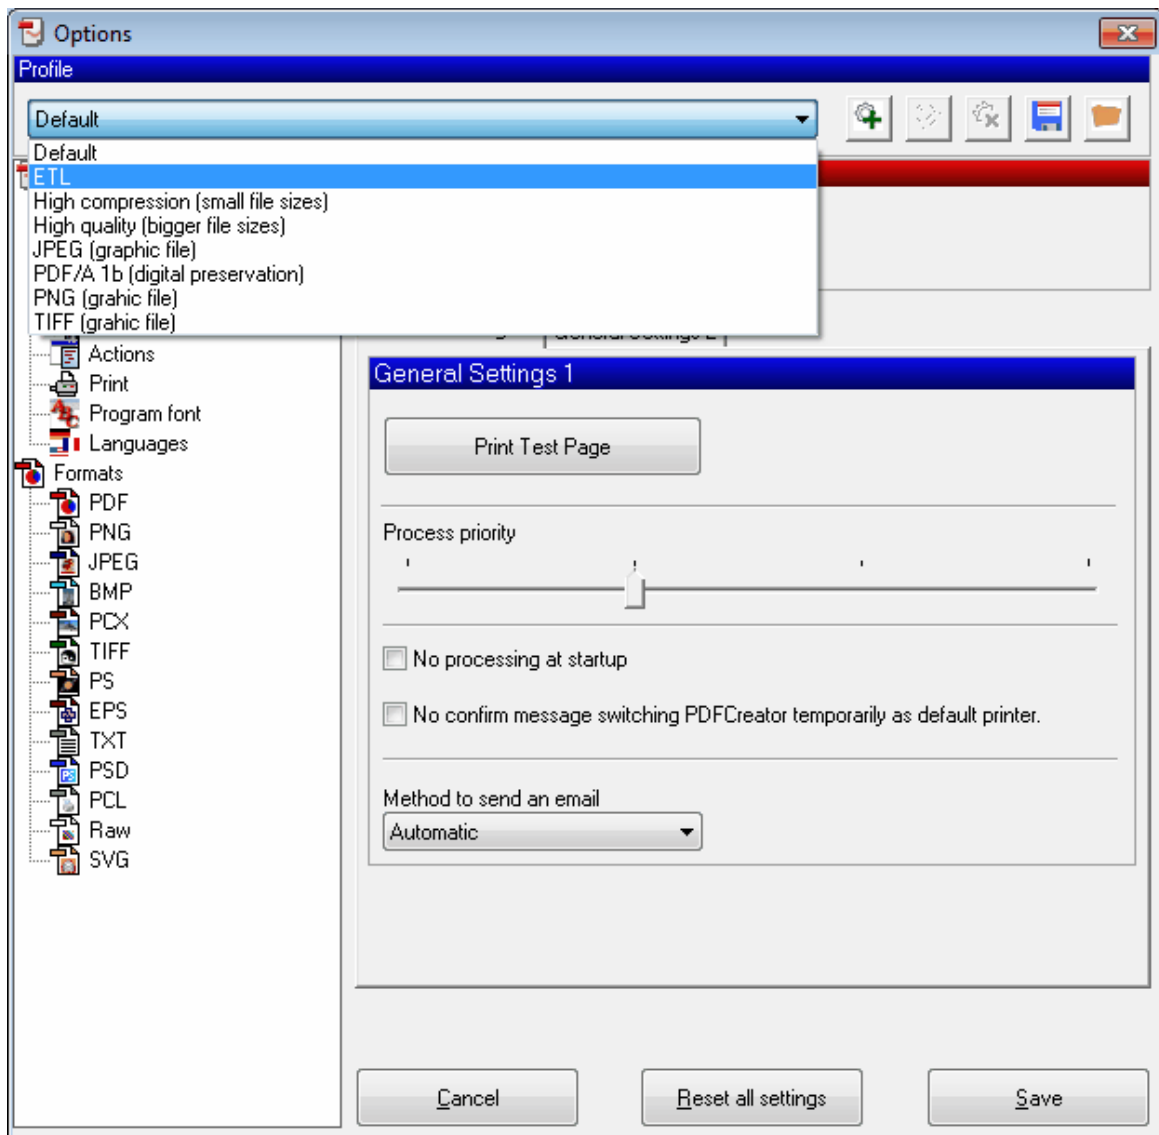 Options
Profile
Default
Default
ETL
High compression (small file sizes)
High quality (bigger file sizes)
JPEG (graphic file)
PDF/A 1b (digital preservation)
PNG (grahic file)
TIFF (grahic file)
Actions
Print
Program font
Languages
Formats
PDF
PNG
JPEG
BMP
PCX
TIFF
PS
EPS
TXT
PSD
PCL
Raw
SVG
General Settings 2
General Settings 1
Print Test Page
Process priority
No processing at startup
No confirm message switching PDFCreator temporarily as default printer.
Method to send an email
Automatic
Cancel
Reset all settings
Save